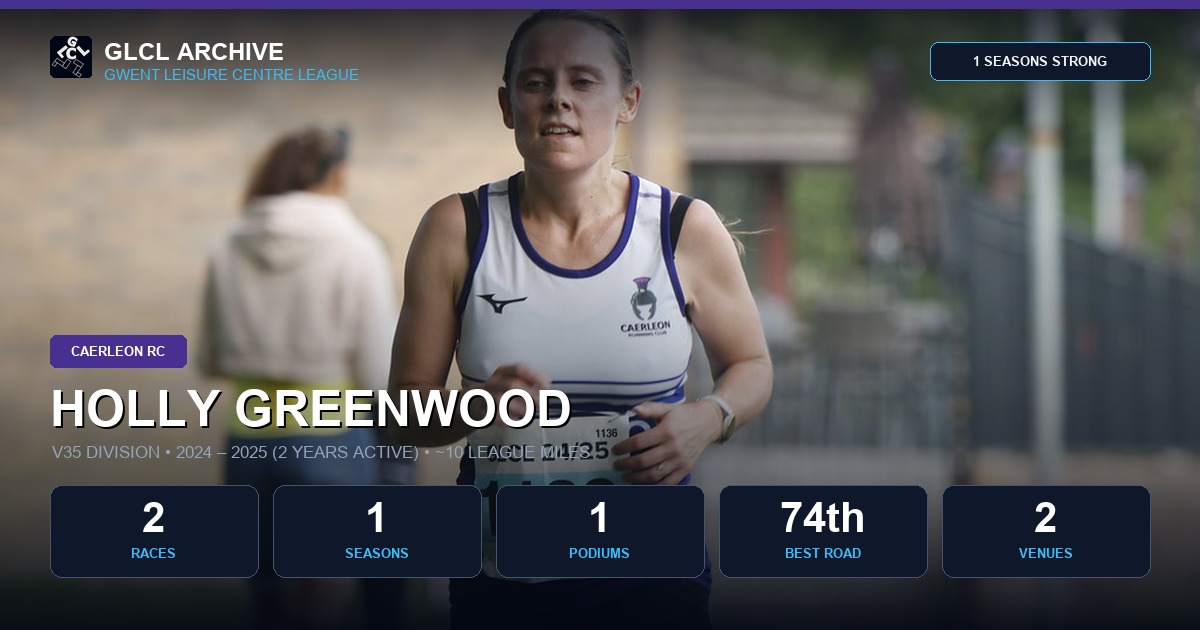 GLCL ARCHIVE
GWENT LEISURE CENTRE LEAGUE
1 SEASONS STRONG
CAERLEON
RUNNING CLUB
CAERLEON RC
HOLLY GREENWOOD
1136
V35 DIVISION • 2024 – 2025 (2 YEARS ACTIVE) • ~10 LEAGUE MILES
2
RACES
1
SEASONS
1
PODIUMS
74th
BEST ROAD
2
VENUES